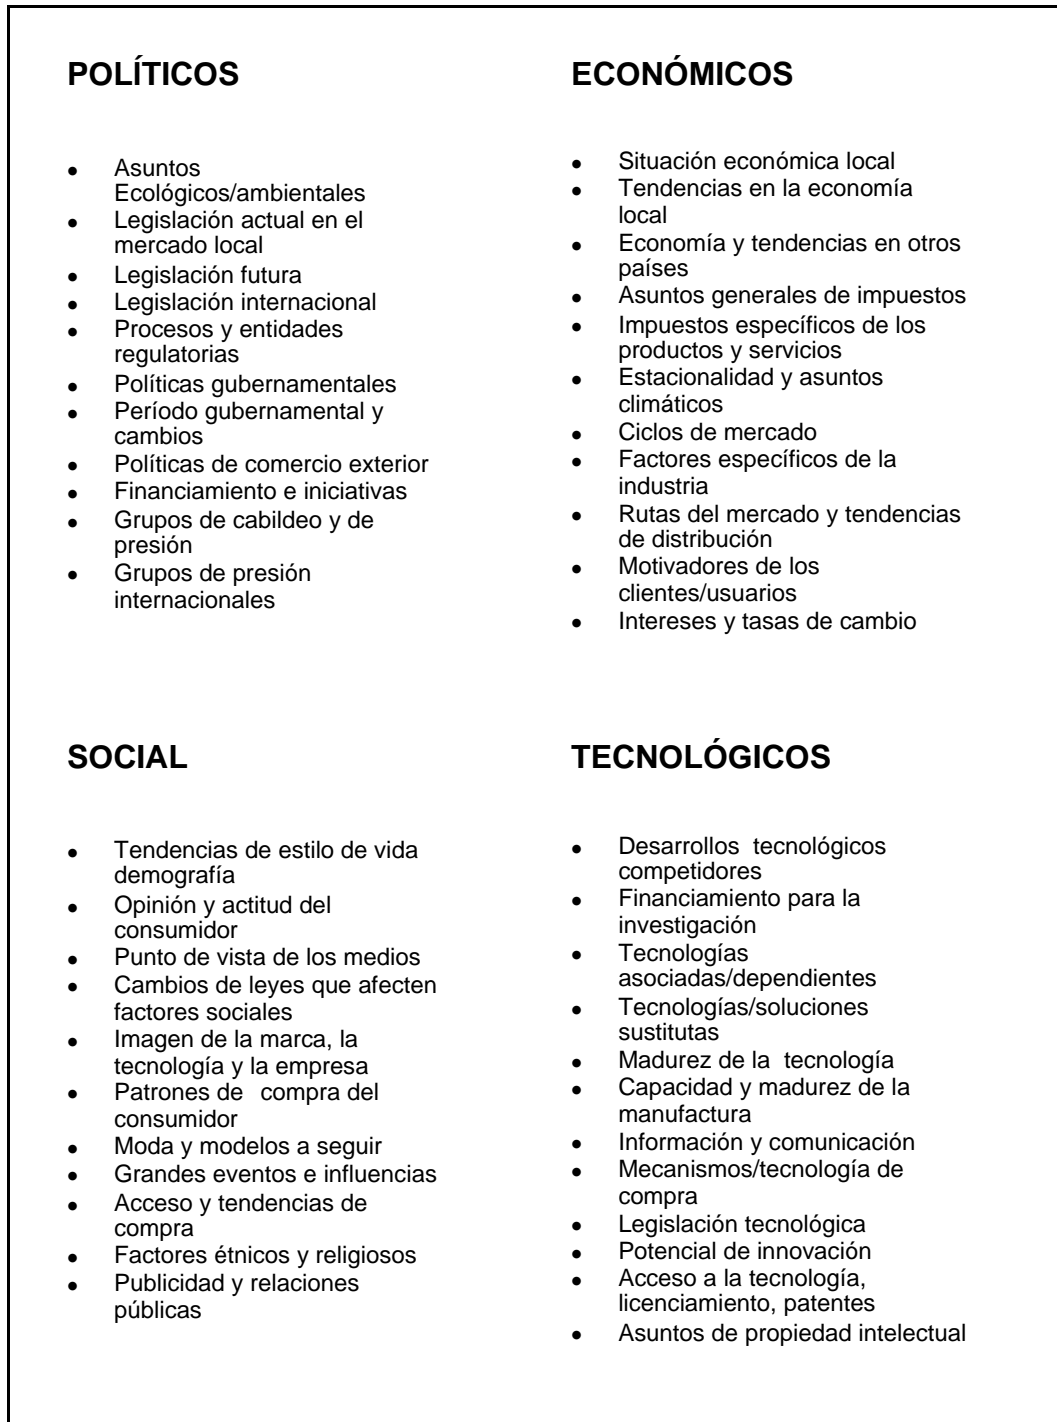 POLÍTICOS
• Asuntos
Ecológicos/ambientales
• Legislación actual en el
mercado local
• Legislación futura
• Legislación internacional
• Procesos y entidades
regulatorias
• Políticas gubernamentales
• Período gubernamental y
cambios
• Políticas de comercio exterior
• Financiamiento e iniciativas
• Grupos de cabildeo y de
presión
• Grupos de presión
internacionales
ECONÓMICOS
• Situación económica local
• Tendencias en la economía
local
• Economía y tendencias en otros
países
• Asuntos generales de impuestos
• Impuestos específicos de los
productos y servicios
• Estacionalidad y asuntos
climáticos
• Ciclos de mercado
• Factores específicos de la
industria
• Rutas del mercado y tendencias
de distribución
• Motivadores de los
clientes/usuarios
• Intereses y tasas de cambio
SOCIAL
• Tendencias de estilo de vida
demografía
• Opinión y actitud del
consumidor
• Punto de vista de los medios
• Cambios de leyes que afecten
factores sociales
• Imagen de la marca, la
tecnología y la empresa
• Patrones de compra del
consumidor
• Moda y modelos a seguir
• Grandes eventos e influencias
• Acceso y tendencias de
compra
• Factores étnicos y religiosos
• Publicidad y relaciones
públicas
TECNOLÓGICOS
• Desarrollos tecnológicos
competidores
• Financiamiento para la
investigación
• Tecnologías
asociadas/dependientes
• Tecnologías/soluciones
sustitutas
• Madurez de la tecnología
• Capacidad y madurez de la
manufactura
• Información y comunicación
• Mecanismos/tecnología de
compra
• Legislación tecnológica
• Potencial de innovación
• Acceso a la tecnología,
licenciamiento, patentes
• Asuntos de propiedad intelectual